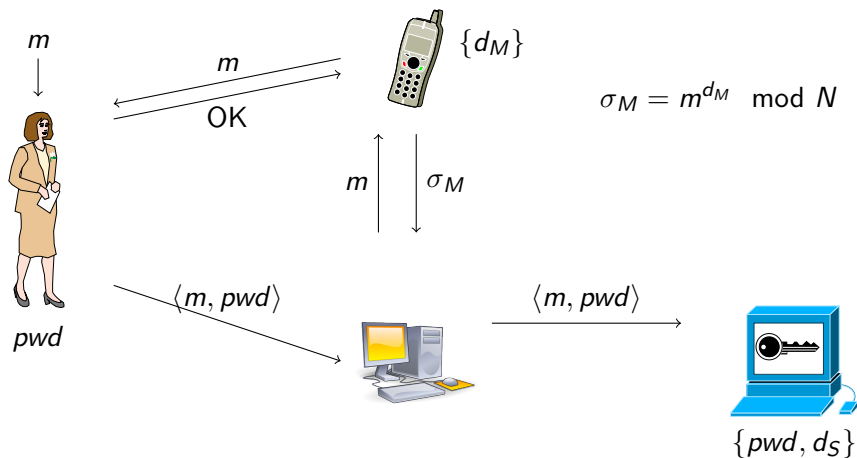 m
m
OK
{d_M}
σ_M = m^{d_M} mod N
m
σ_M
⟨m, pwd⟩
⟨m, pwd⟩
pwd
{pwd, d_S}